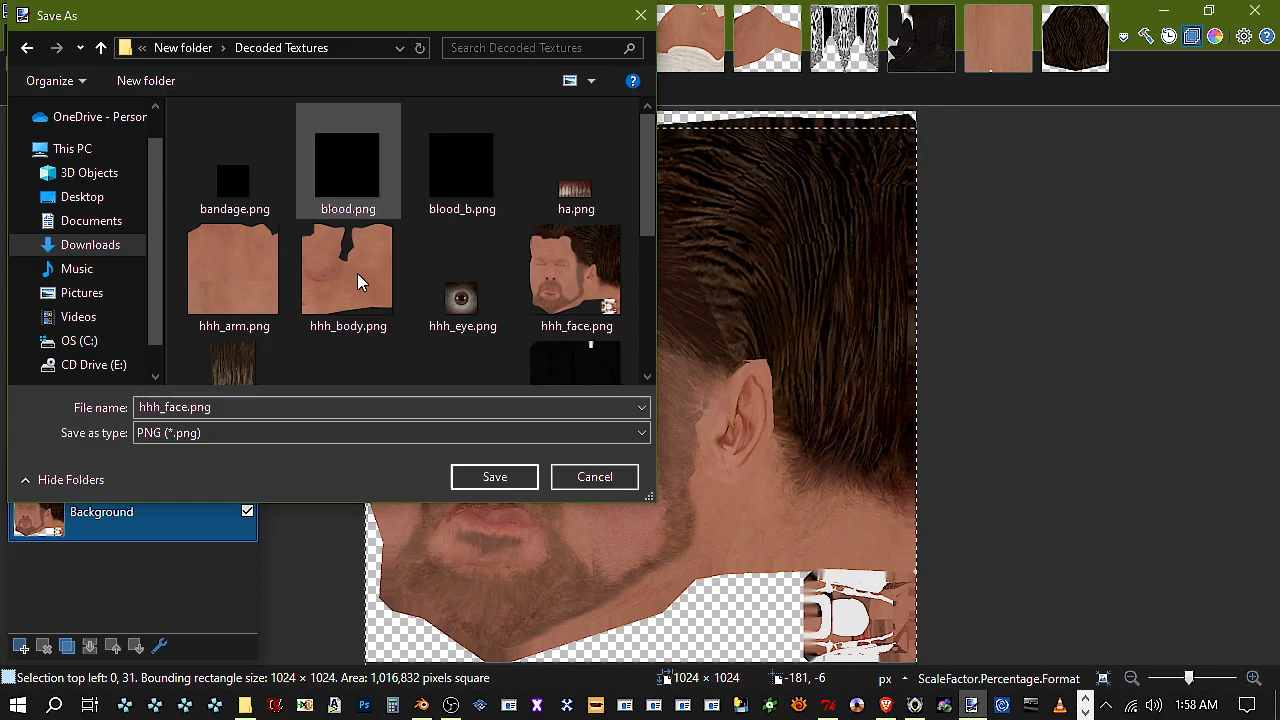 Save As
New folder
Decoded Textures
Search Decoded Textures
Organize
New folder
OneDrive - Person
This PC
3D Objects
Desktop
Documents
Downloads
Music
Pictures
Videos
OS (C:)
CD Drive (E:)
bandage.png
blood.png
blood_b.png
ha.png
hhh_arm.png
hhh_body.png
hhh_eye.png
hhh_face.png
File name:
hhh_face.png
Save as type:
PNG (*.png)
Hide Folders
Save
Cancel
Background
Selection top left: 0, 3. Bounding rectangle size: 1024 × 1024. Area: 1,010,832 pixels square
1024 × 1024
-181, -6
px
ScaleFactor.Percentage.Format
1:58 AM